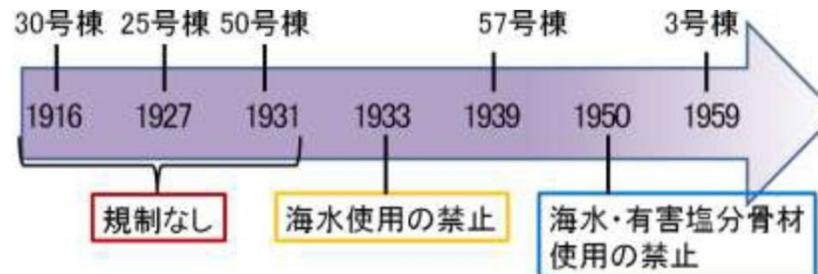 30号棟 25号棟 50号棟 57号棟 3号棟
1916 1927 1931 1933 1939 1950 1959
規制なし
海水使用の禁止
海水・有害塩分骨材
使用の禁止